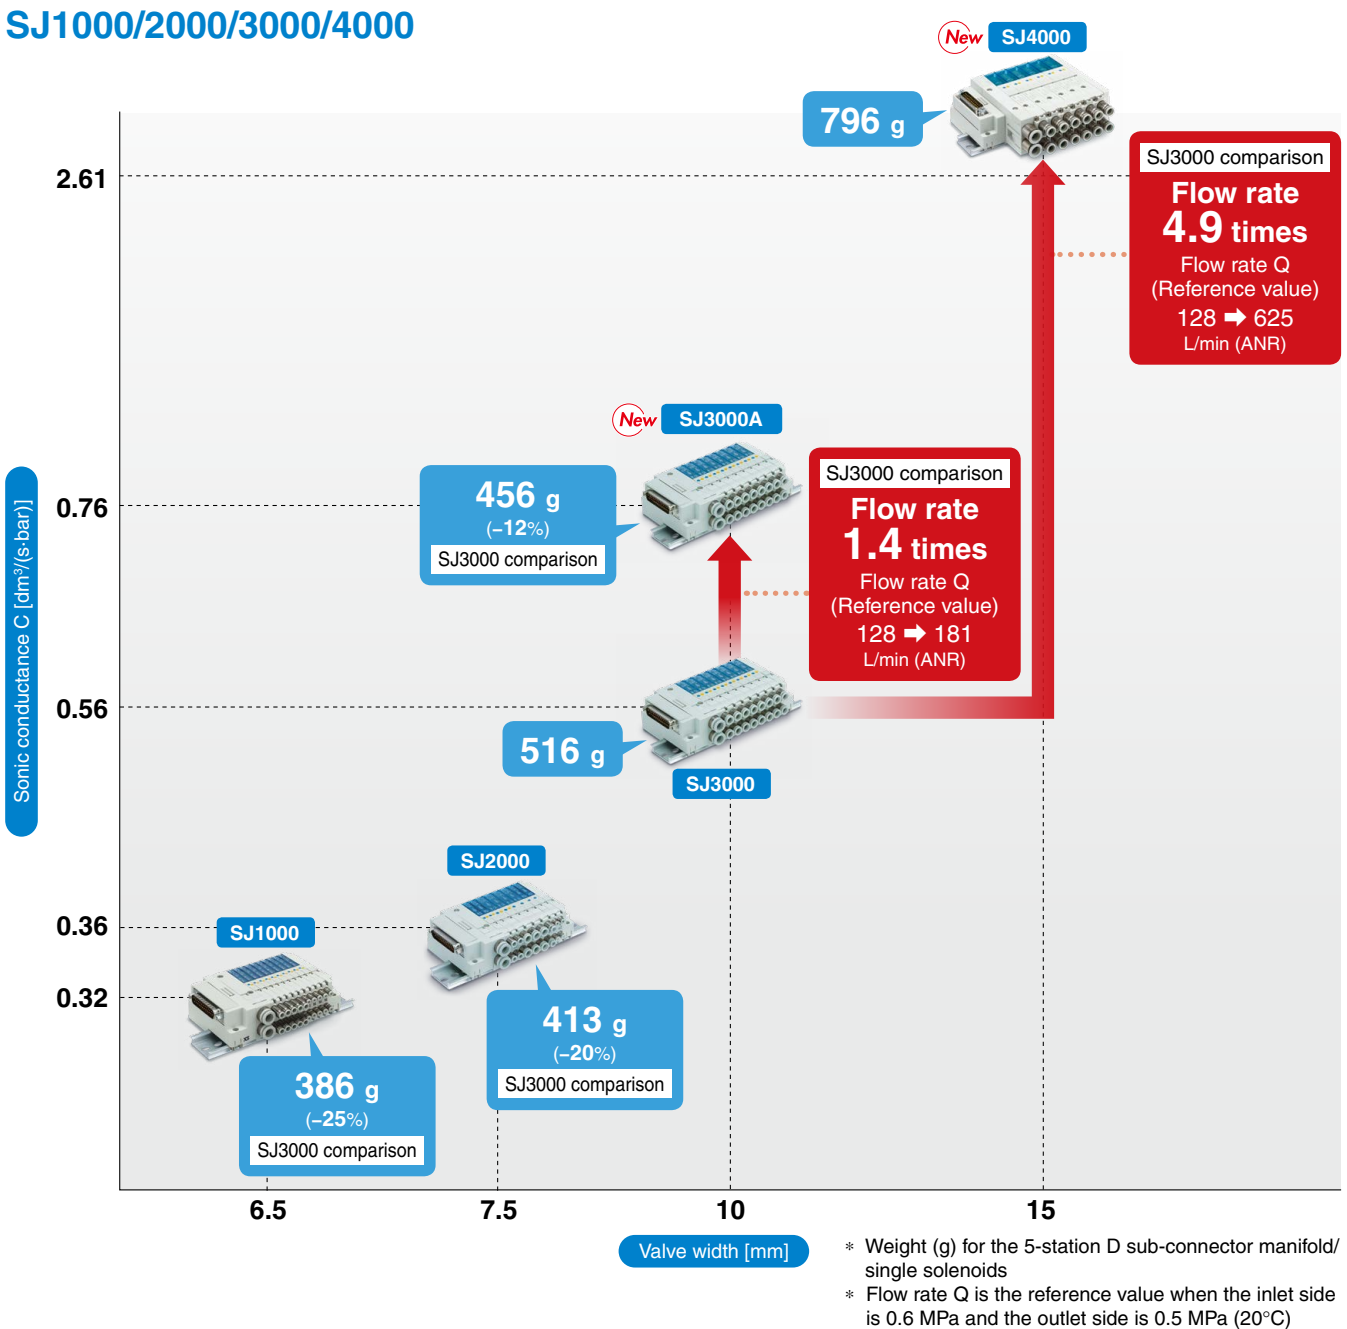 SJ1000/2000/3000/4000
New SJ4000
796 g
2.61
SJ3000 comparison
Flow rate
4.9 times
Flow rate Q
(Reference value)
128 ➡ 625
L/min (ANR)
New SJ3000A
456 g
(−12%)
SJ3000 comparison
0.76
SJ3000 comparison
Flow rate
1.4 times
Flow rate Q
(Reference value)
128 ➡ 181
L/min (ANR)
Sonic conductance C [dm³/(s·bar)]
0.56
516 g
SJ3000
SJ2000
0.36
SJ1000
0.32
413 g
(−20%)
SJ3000 comparison
386 g
(−25%)
SJ3000 comparison
6.5
7.5
10
15
Valve width [mm]
* Weight (g) for the 5-station D sub-connector manifold/
single solenoids
* Flow rate Q is the reference value when the inlet side
is 0.6 MPa and the outlet side is 0.5 MPa (20°C)